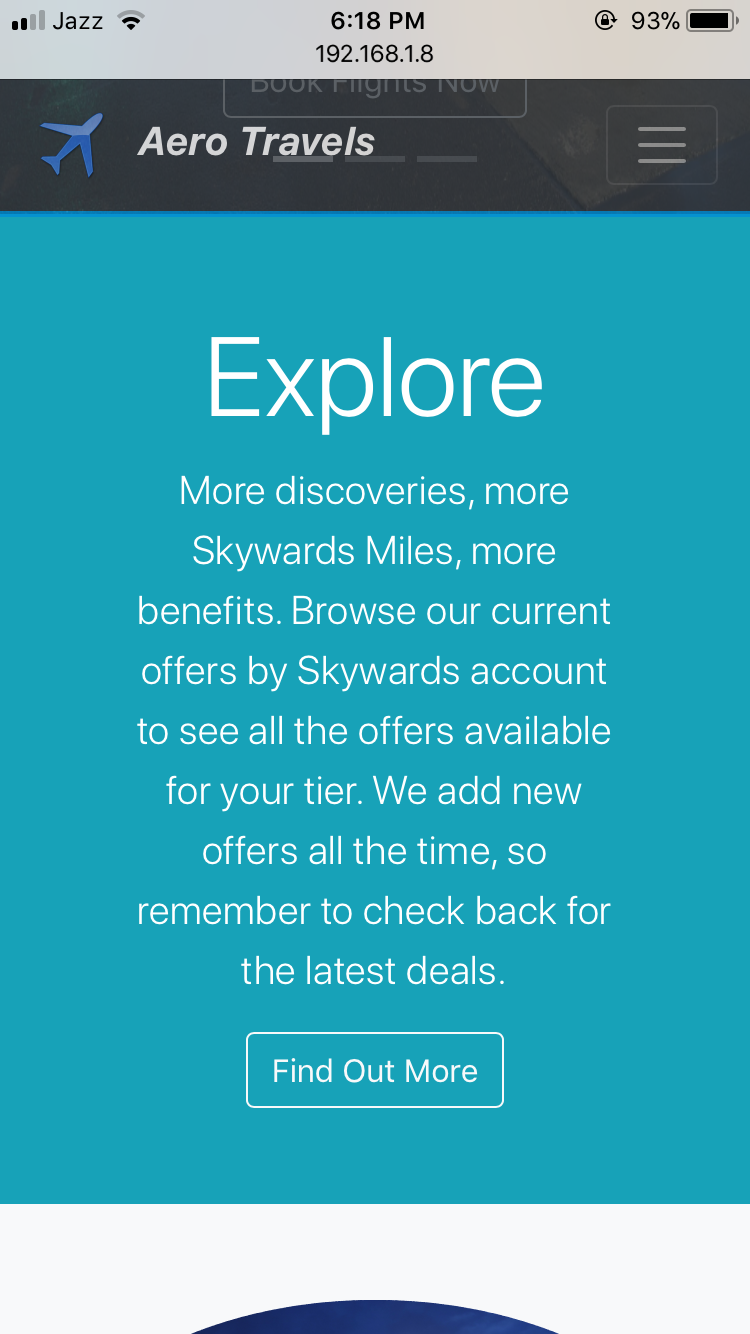 Jazz 6:18 PM 93%
192.168.1.8
Book Flights Now
Aero Travels
Explore
More discoveries, more
Skywards Miles, more
benefits. Browse our current
offers by Skywards account
to see all the offers available
for your tier. We add new
offers all the time, so
remember to check back for
the latest deals.
Find Out More